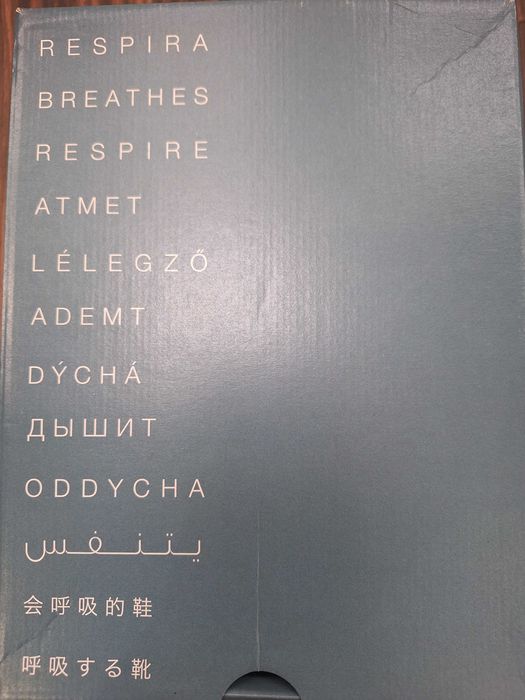 RESPIRA
BREATHES
RESPIRE
ATMET
LÉLEGZŐ
ADEMT
DÝCHÁ
ДЫШИТ
ODDYCHA
يتنفس
会呼吸的鞋
呼吸する靴